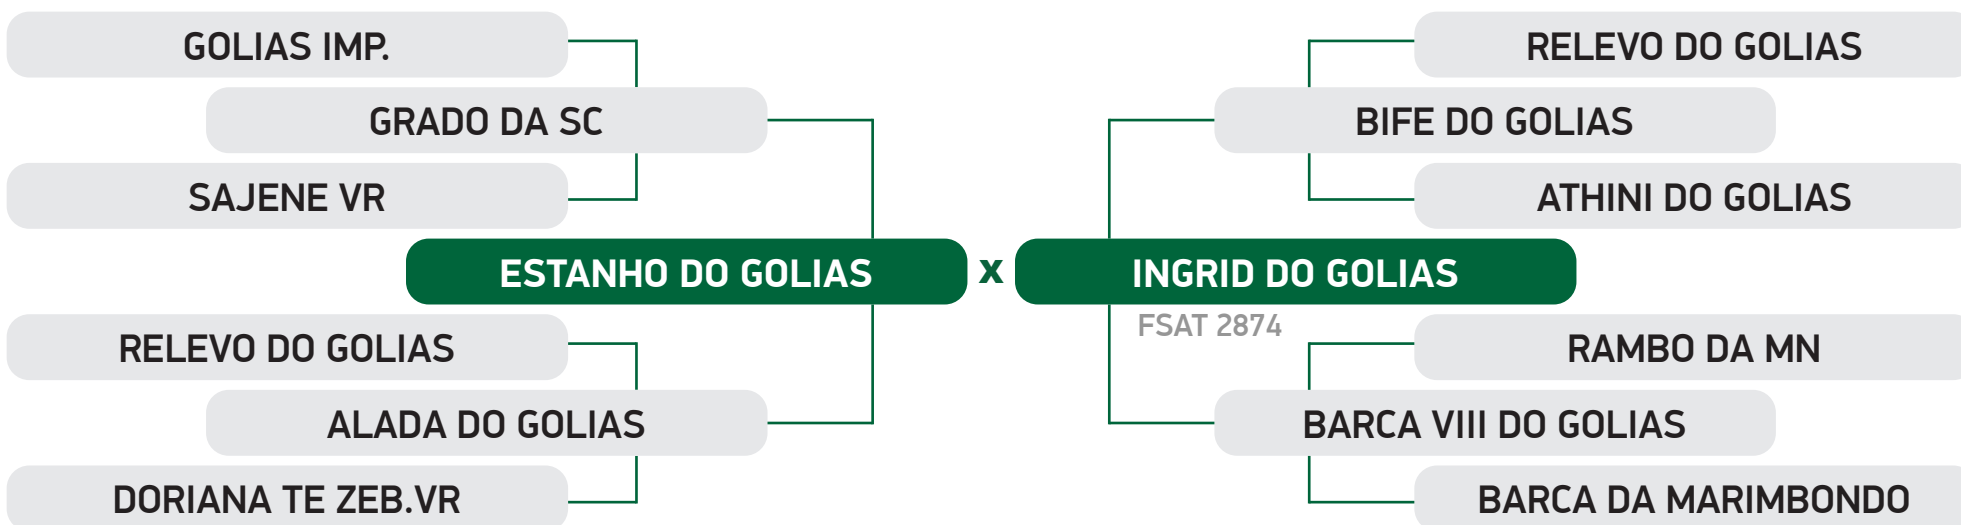 GOLIAS IMP.
RELEVO DO GOLIAS
GRADO DA SC
BIFE DO GOLIAS
SAJENE VR
ATHINI DO GOLIAS
ESTANHO DO GOLIAS x INGRID DO GOLIAS
FSAT 2874
RELEVO DO GOLIAS
RAMBO DA MN
ALADA DO GOLIAS
BARCA VIII DO GOLIAS
DORIANA TE ZEB.VR
BARCA DA MARIMBONDO